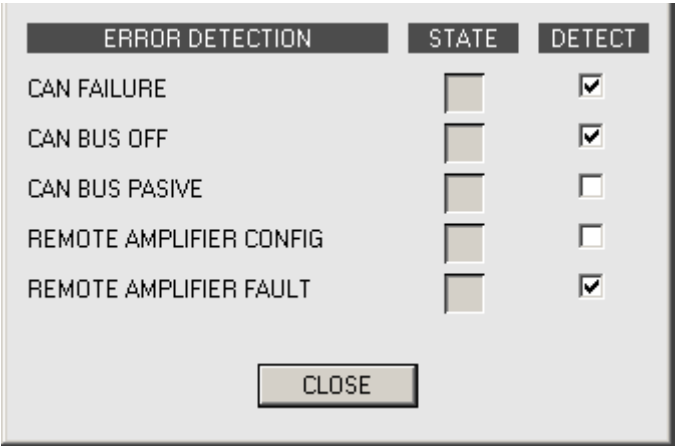 ERROR DETECTION STATE DETECT
CAN FAILURE
CAN BUS OFF
CAN BUS PASIVE
REMOTE AMPLIFIER CONFIG
REMOTE AMPLIFIER FAULT
CLOSE